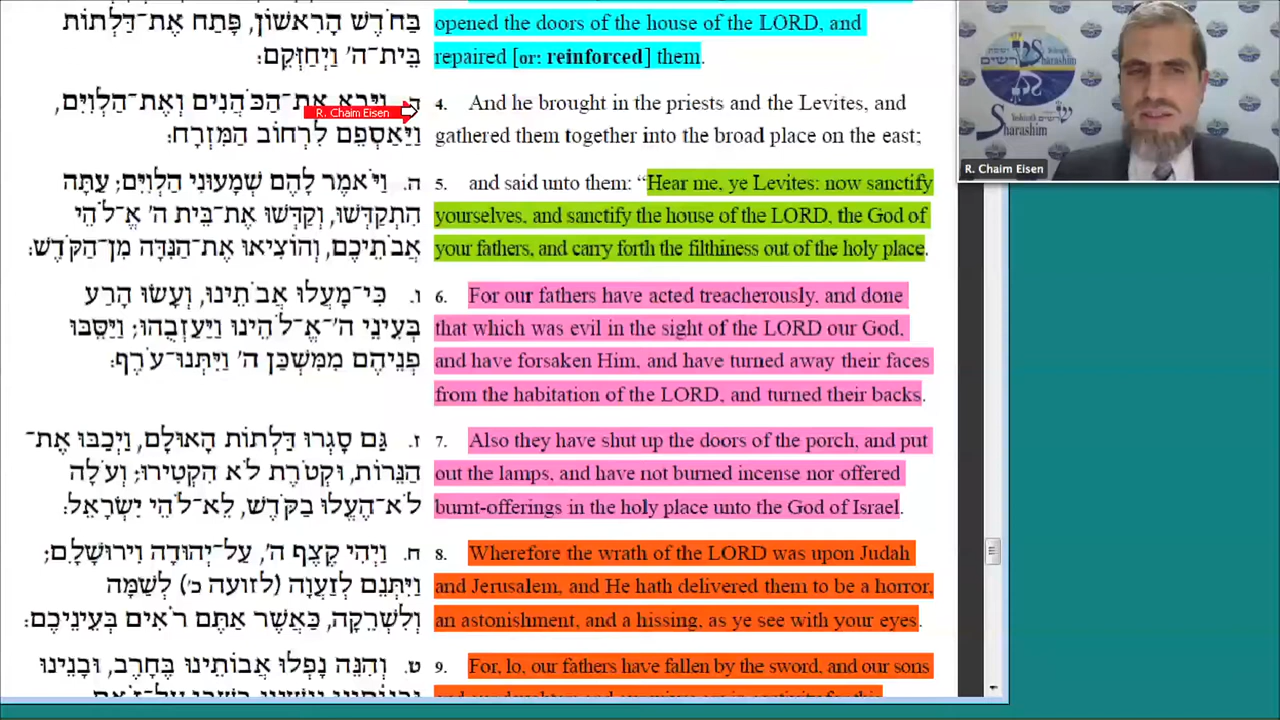 opened the doors of the house of the LORD, and
repaired [or: reinforced] them.
4. And he brought in the priests and the Levites, and
gathered them together into the broad place on the east;
5. and said unto them: “Hear me, ye Levites: now sanctify
yourselves, and sanctify the house of the LORD, the God of
your fathers, and carry forth the filthiness out of the holy place.
6. For our fathers have acted treacherously, and done
that which was evil in the sight of the LORD our God,
and have forsaken Him, and have turned away their faces
from the habitation of the LORD, and turned their backs.
7. Also they have shut up the doors of the porch, and put
out the lamps, and have not burned incense nor offered
burnt-offerings in the holy place unto the God of Israel.
8. Wherefore the wrath of the LORD was upon Judah
and Jerusalem, and He hath delivered them to be a horror,
an astonishment, and a hissing, as ye see with your eyes.
9. For, lo, our fathers have fallen by the sword, and our sons
בַּחֹדֶשׁ הָרִאשׁוֹן, פָּתַח אֶת־דַּלְתוֹת
בֵּית־ה' וַיְחַזְּקֵם:
וַיָּבֵא אֶת־הַכֹּהֲנִים וְאֶת־הַלְוִיִּם,
וַיַּאַסְפֵם לִרְחוֹב הַמִּזְרָח:
ה. וַיֹּאמֶר לָהֶם שְׁמָעוּנִי הַלְוִיִּם; עַתָּה
הִתְקַדְּשׁוּ, וְקַדְּשׁוּ אֶת־בֵּית ה' אֱ־לֹהֵי
אֲבֹתֵיכֶם, וְהוֹצִיאוּ אֶת־הַנִּדָּה מִן־הַקֹּדֶשׁ:
ו. כִּי־מָעֲלוּ אֲבֹתֵינוּ, וְעָשׂוּ הָרַע
בְּעֵינֵי ה'־אֱ־לֹהֵינוּ וַיַּעַזְבֻהוּ; וַיַּסֵּבּוּ
פְנֵיהֶם מִמִּשְׁכַּן ה' וַיִּתְּנוּ־עֹרֶף:
ז. גַּם סָגְרוּ דַּלְתוֹת הָאוּלָם, וַיְכַבּוּ אֶת־
הַנֵּרוֹת, וּקְטֹרֶת לֹא הִקְטִירוּ; וְעֹלָה
לֹא־הֶעֱלוּ בַקֹּדֶשׁ, לֵא־לֹהֵי יִשְׂרָאֵל:
ח. וַיְהִי קֶצֶף ה', עַל־יְהוּדָה וִירוּשָׁלִָם;
וַיִּתְּנֵם לְזַעֲוָה (לזועה כ') לְשַׁמָּה
וְלִשְׁרֵקָה, כַּאֲשֶׁר אַתֶּם רֹאִים בְּעֵינֵיכֶם:
ט. וְהִנֵּה נָפְלוּ אֲבוֹתֵינוּ בֶּחָרֶב, וּבָנֵינוּ
R. Chaim Eisen
R. Chaim Eisen
Yeshivath
Sharashim
שרשים